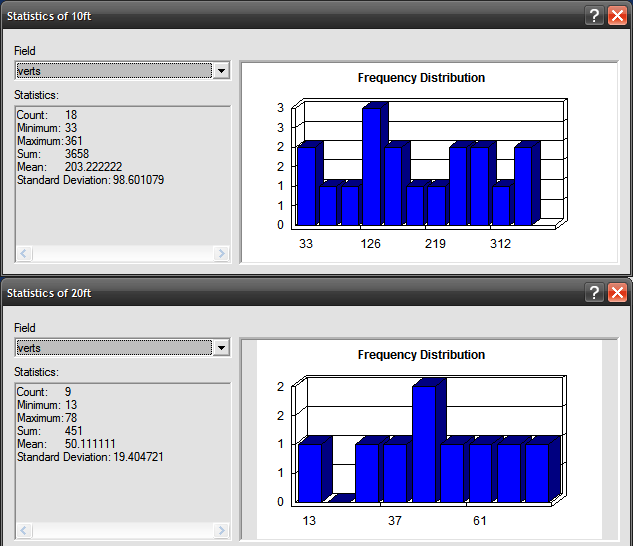 Statistics of 10ft
?
Field
verts
Statistics:
Count: 18
Minimum: 33
Maximum: 361
Sum: 3658
Mean: 203.222222
Standard Deviation: 98.601079
Frequency Distribution
3
3
2
2
1
1
0
33 126 219 312
Statistics of 20ft
?
Field
verts
Statistics:
Count: 9
Minimum: 13
Maximum: 78
Sum: 451
Mean: 50.111111
Standard Deviation: 19.404721
Frequency Distribution
2
2
1
1
0
13 37 61